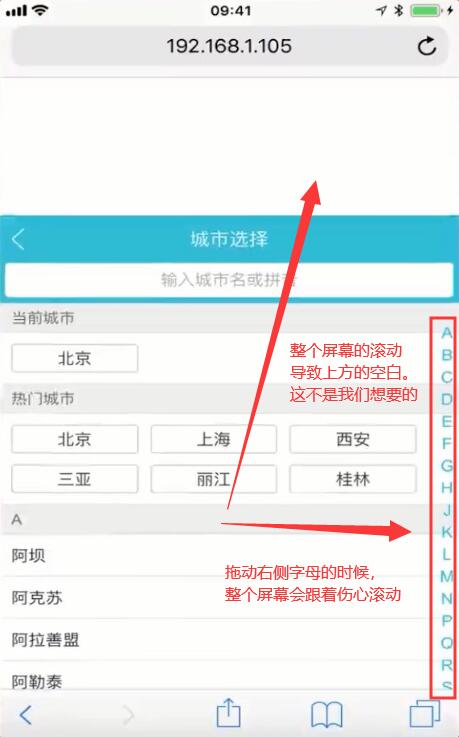 09:41
192.168.1.105
城市选择
输入城市名或拼音
当前城市
北京
整个屏幕的滚动
导致上方的空白。
这不是我们想要的
热门城市
北京 上海 西安
三亚 丽江 桂林
A
阿坝
阿克苏
阿拉善盟
阿勒泰
拖动右侧字母的时候，
整个屏幕会跟着伤心滚动
A
B
C
D
E
F
G
H
J
K
L
M
N
P
Q
R
S